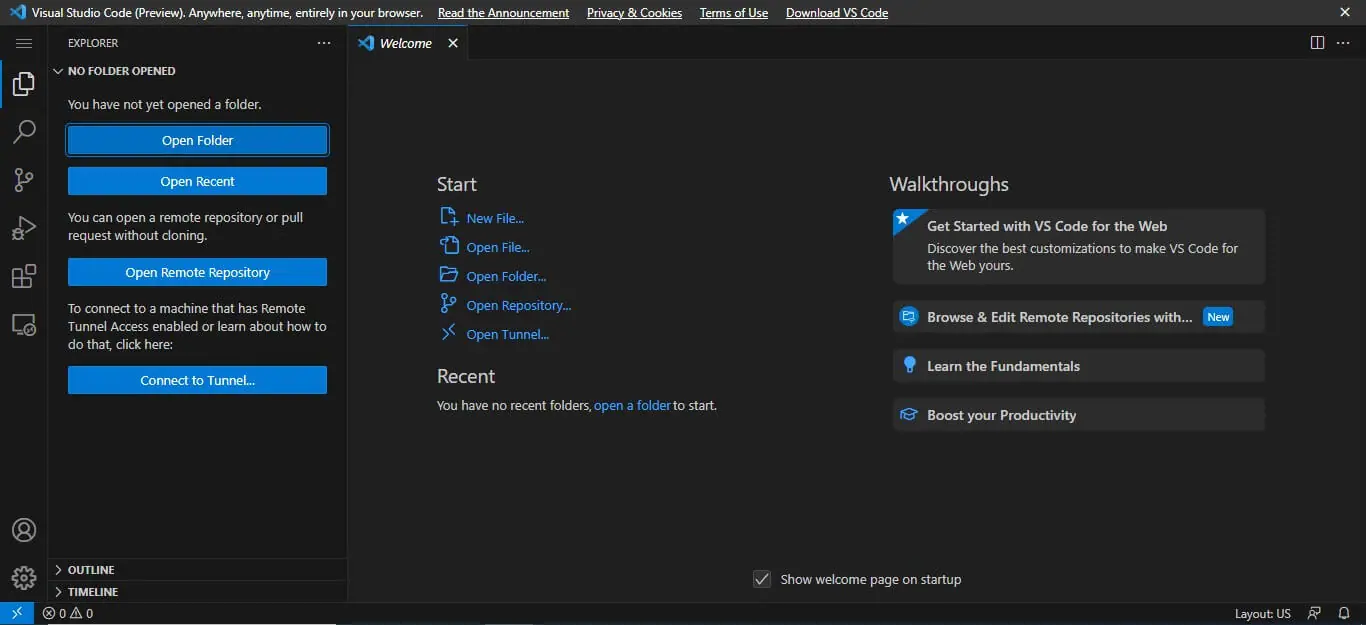 Visual Studio Code (Preview). Anywhere, anytime, entirely in your browser. Read the Announcement Privacy & Cookies Terms of Use Download VS Code
EXPLORER
NO FOLDER OPENED
You have not yet opened a folder.
Open Folder
Open Recent
You can open a remote repository or pull
request without cloning.
Open Remote Repository
To connect to a machine that has Remote
Tunnel Access enabled or learn about how to
do that, click here:
Connect to Tunnel...
OUTLINE
TIMELINE
Welcome
Start
New File...
Open File...
Open Folder...
Open Repository...
Open Tunnel...
Recent
You have no recent folders, open a folder to start.
Walkthroughs
Get Started with VS Code for the Web
Discover the best customizations to make VS Code for
the Web yours.
Browse & Edit Remote Repositories with... New
Learn the Fundamentals
Boost your Productivity
Show welcome page on startup
0 0
Layout: US